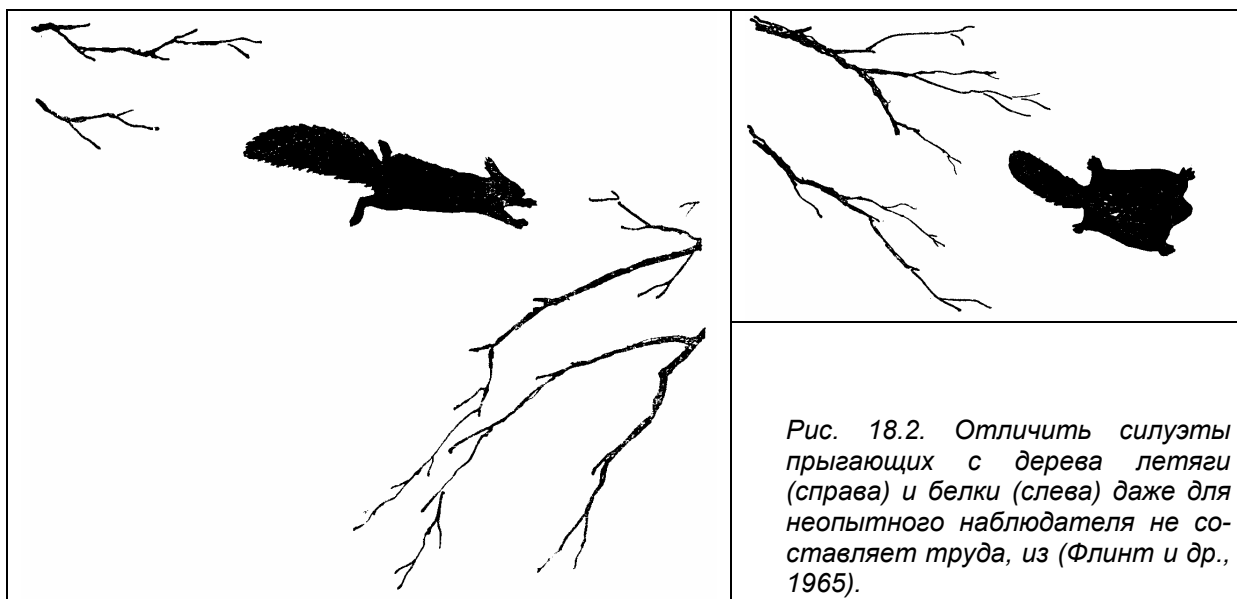 Рис. 18.2. Отличить силуэты
прыгающих с дерева летяги
(справа) и белки (слева) даже для
неопытного наблюдателя не со-
ставляет труда, из (Флинт и др.,
1965).